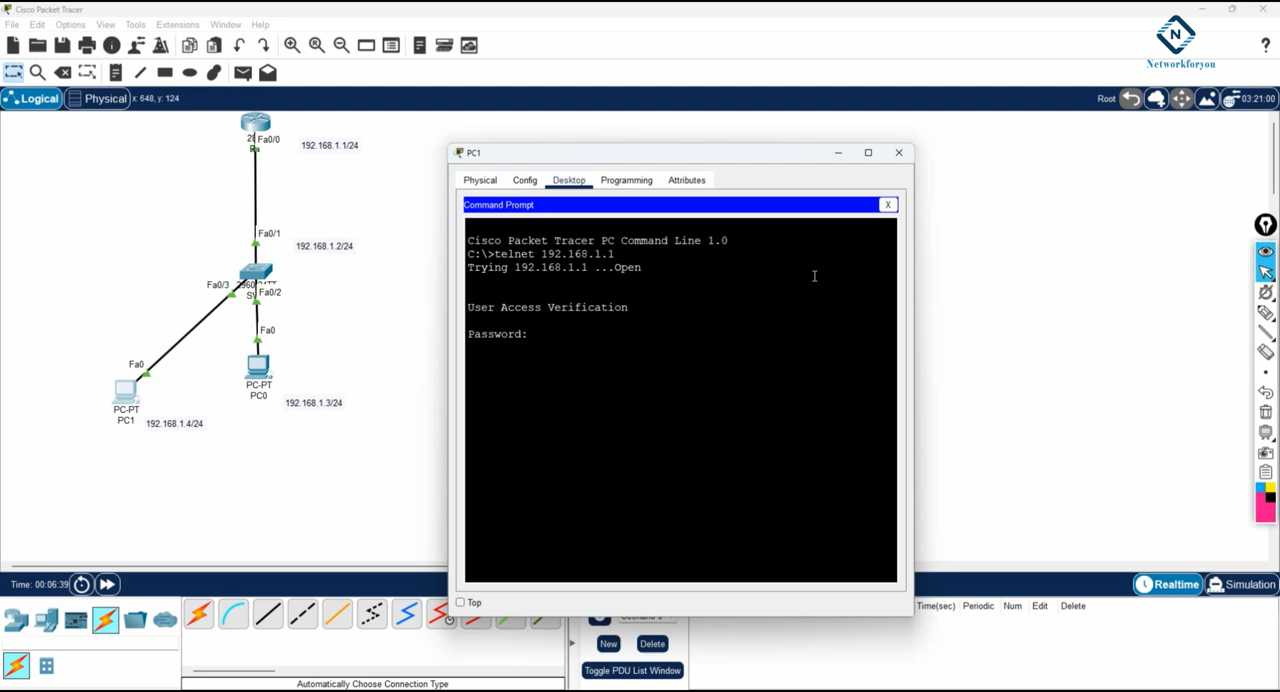 Cisco Packet Tracer
File Edit Options View Tools Extensions Window Help
N
Networkforyou
?
Logical Physical x: 648, y: 124
Root 03:21:00
Fa0/0
192.168.1.1/24
Fa0/1
192.168.1.2/24
Fa0/3
Fa0/2
Fa0
Fa0
PC-PT
PC0
192.168.1.3/24
PC-PT
PC1
192.168.1.4/24
PC1
Physical Config Desktop Programming Attributes
Command Prompt X
Cisco Packet Tracer PC Command Line 1.0
C:\>telnet 192.168.1.1
Trying 192.168.1.1 ...Open
User Access Verification
Password:
Top
Time: 00:06:39
Realtime Simulation
Time(sec) Periodic Num Edit Delete
New Delete
Toggle PDU List Window
Automatically Choose Connection Type